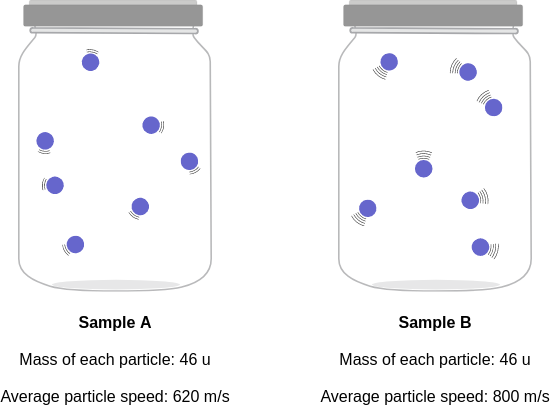 Sample A
Mass of each particle: 46 u
Average particle speed: 620 m/s
Sample B
Mass of each particle: 46 u
Average particle speed: 800 m/s